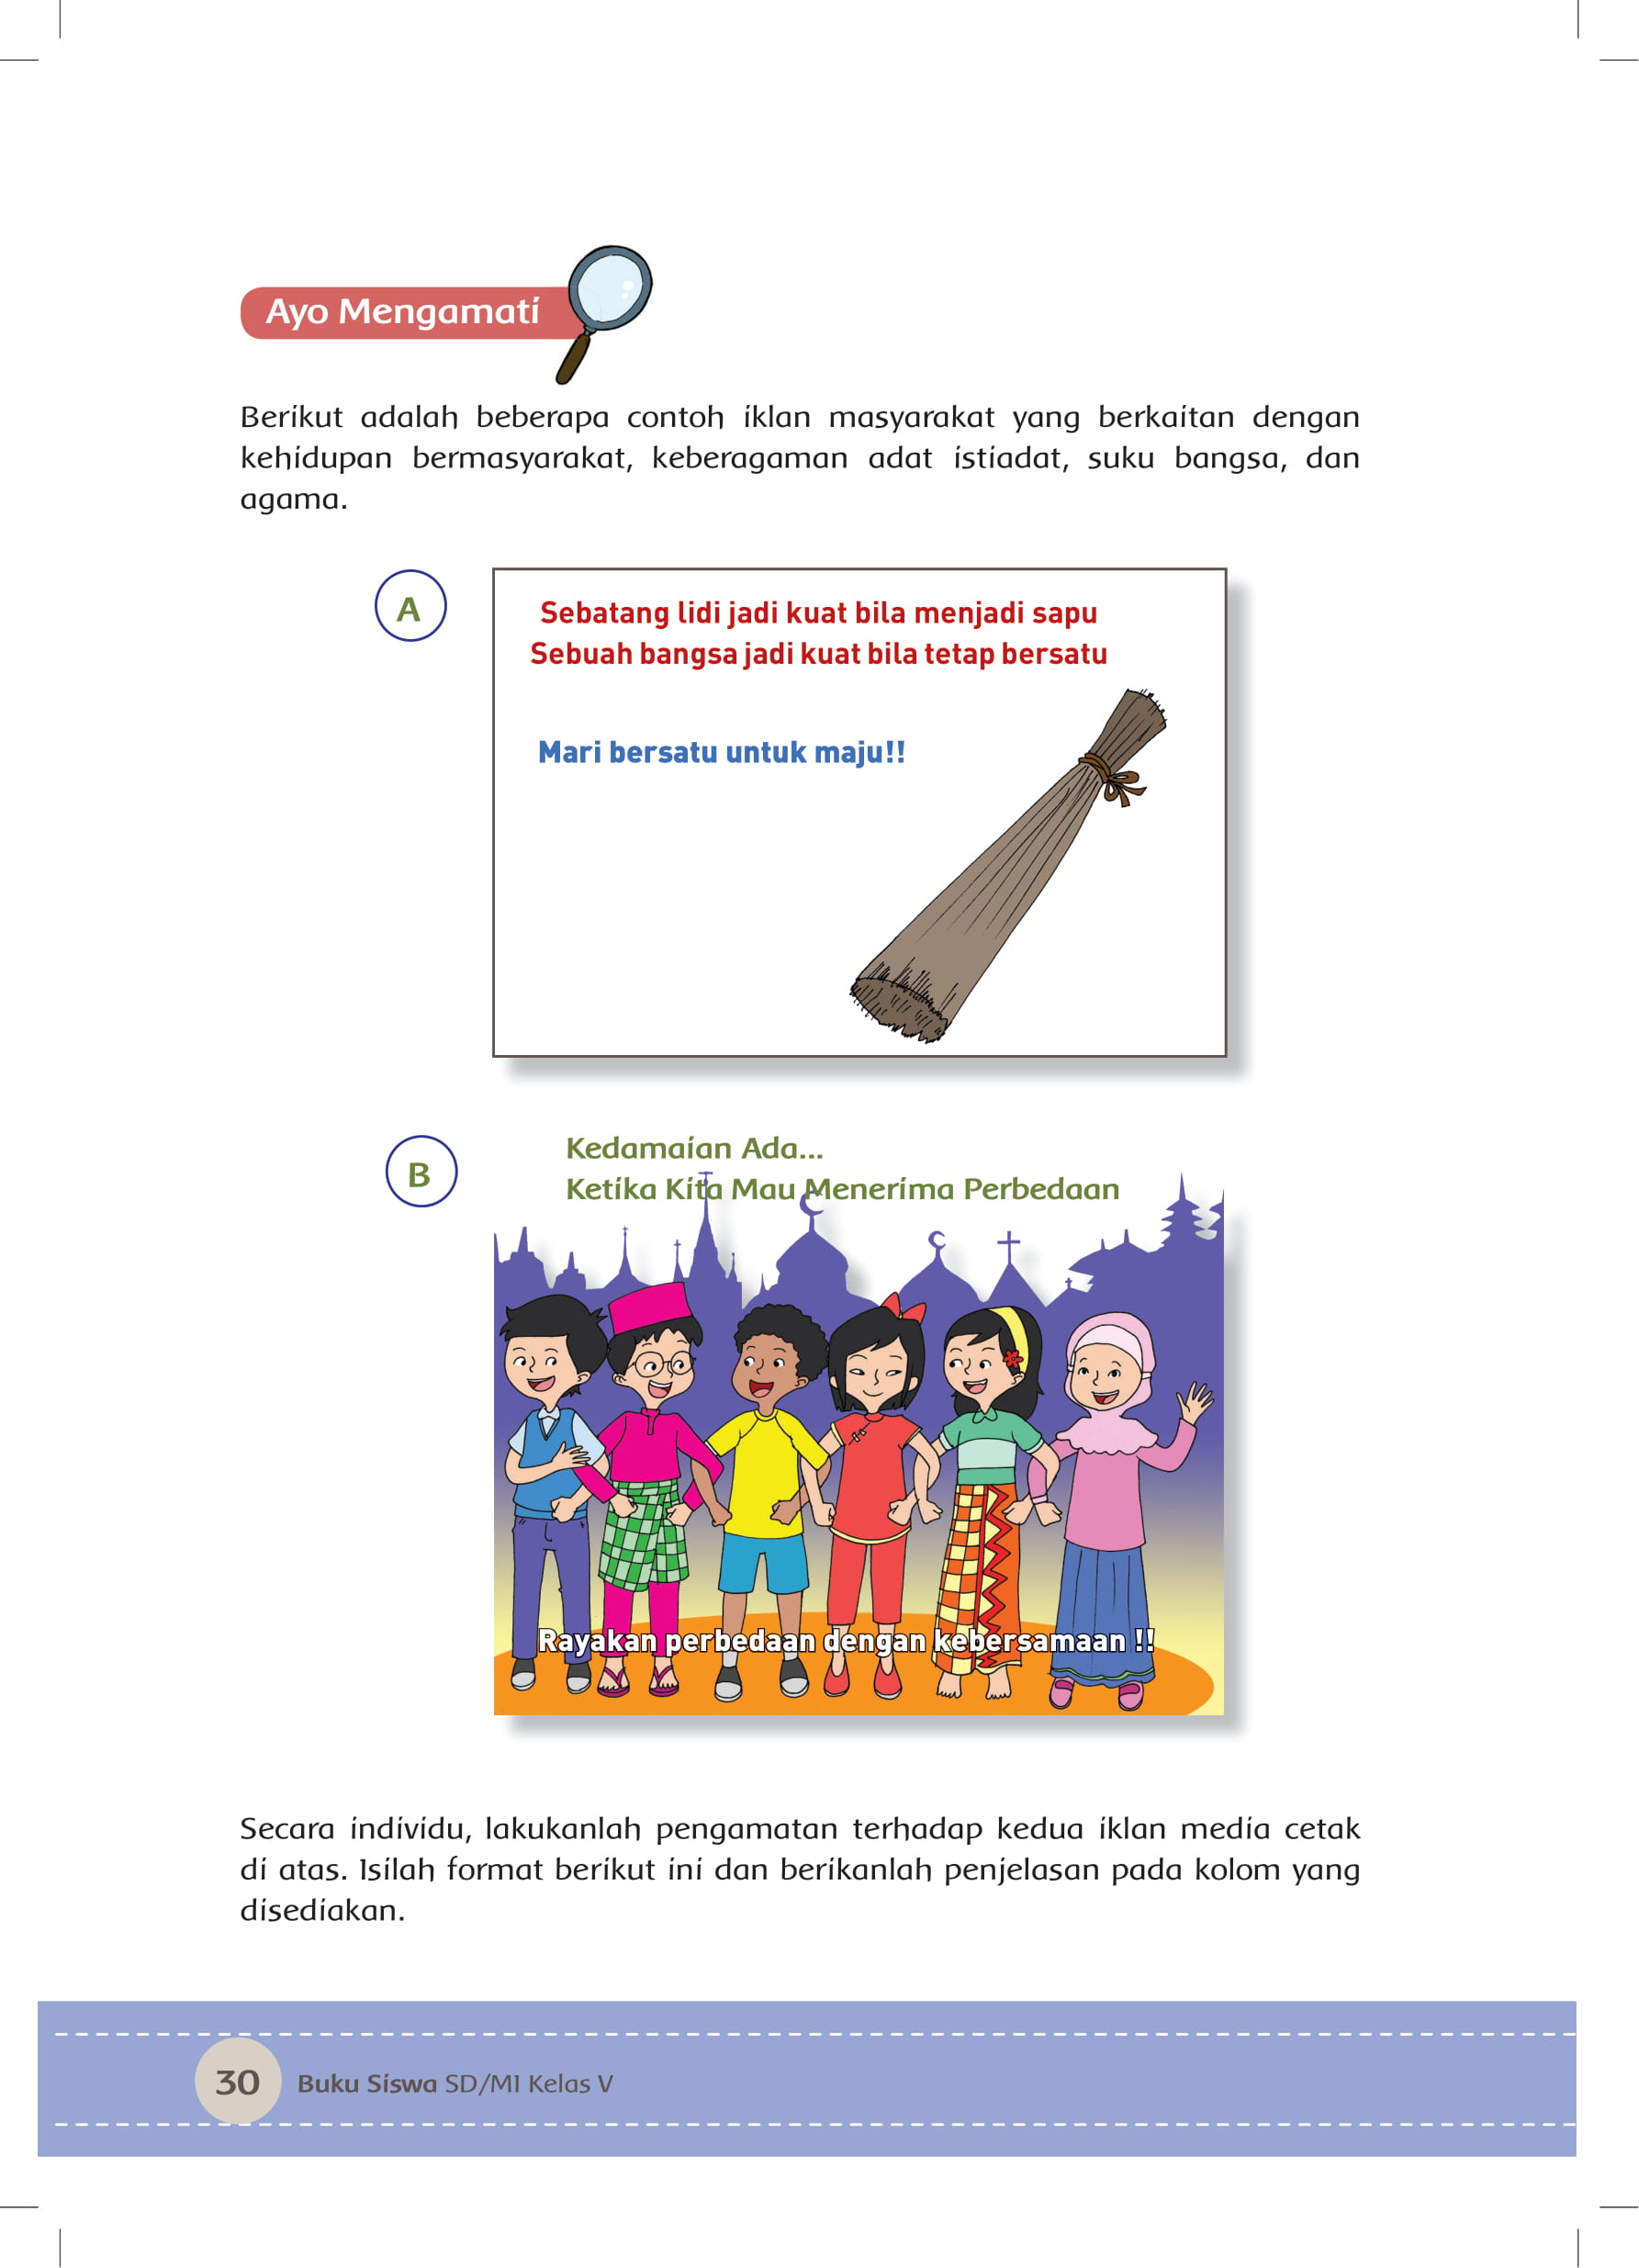 Ayo Mengamati
Berikut adalah beberapa contoh iklan masyarakat yang berkaitan dengan
kehidupan bermasyarakat, keberagaman adat istiadat, suku bangsa, dan
agama.
A
Sebatang lidi jadi kuat bila menjadi sapu
Sebuah bangsa jadi kuat bila tetap bersatu
Mari bersatu untuk maju!!
B
Kedamaian Ada...
Ketika Kita Mau Menerima Perbedaan
Rayakan perbedaan dengan kebersamaan !!
Secara individu, lakukanlah pengamatan terhadap kedua iklan media cetak
di atas. Isilah format berikut ini dan berikanlah penjelasan pada kolom yang
disediakan.
30 Buku Siswa SD/MI Kelas V